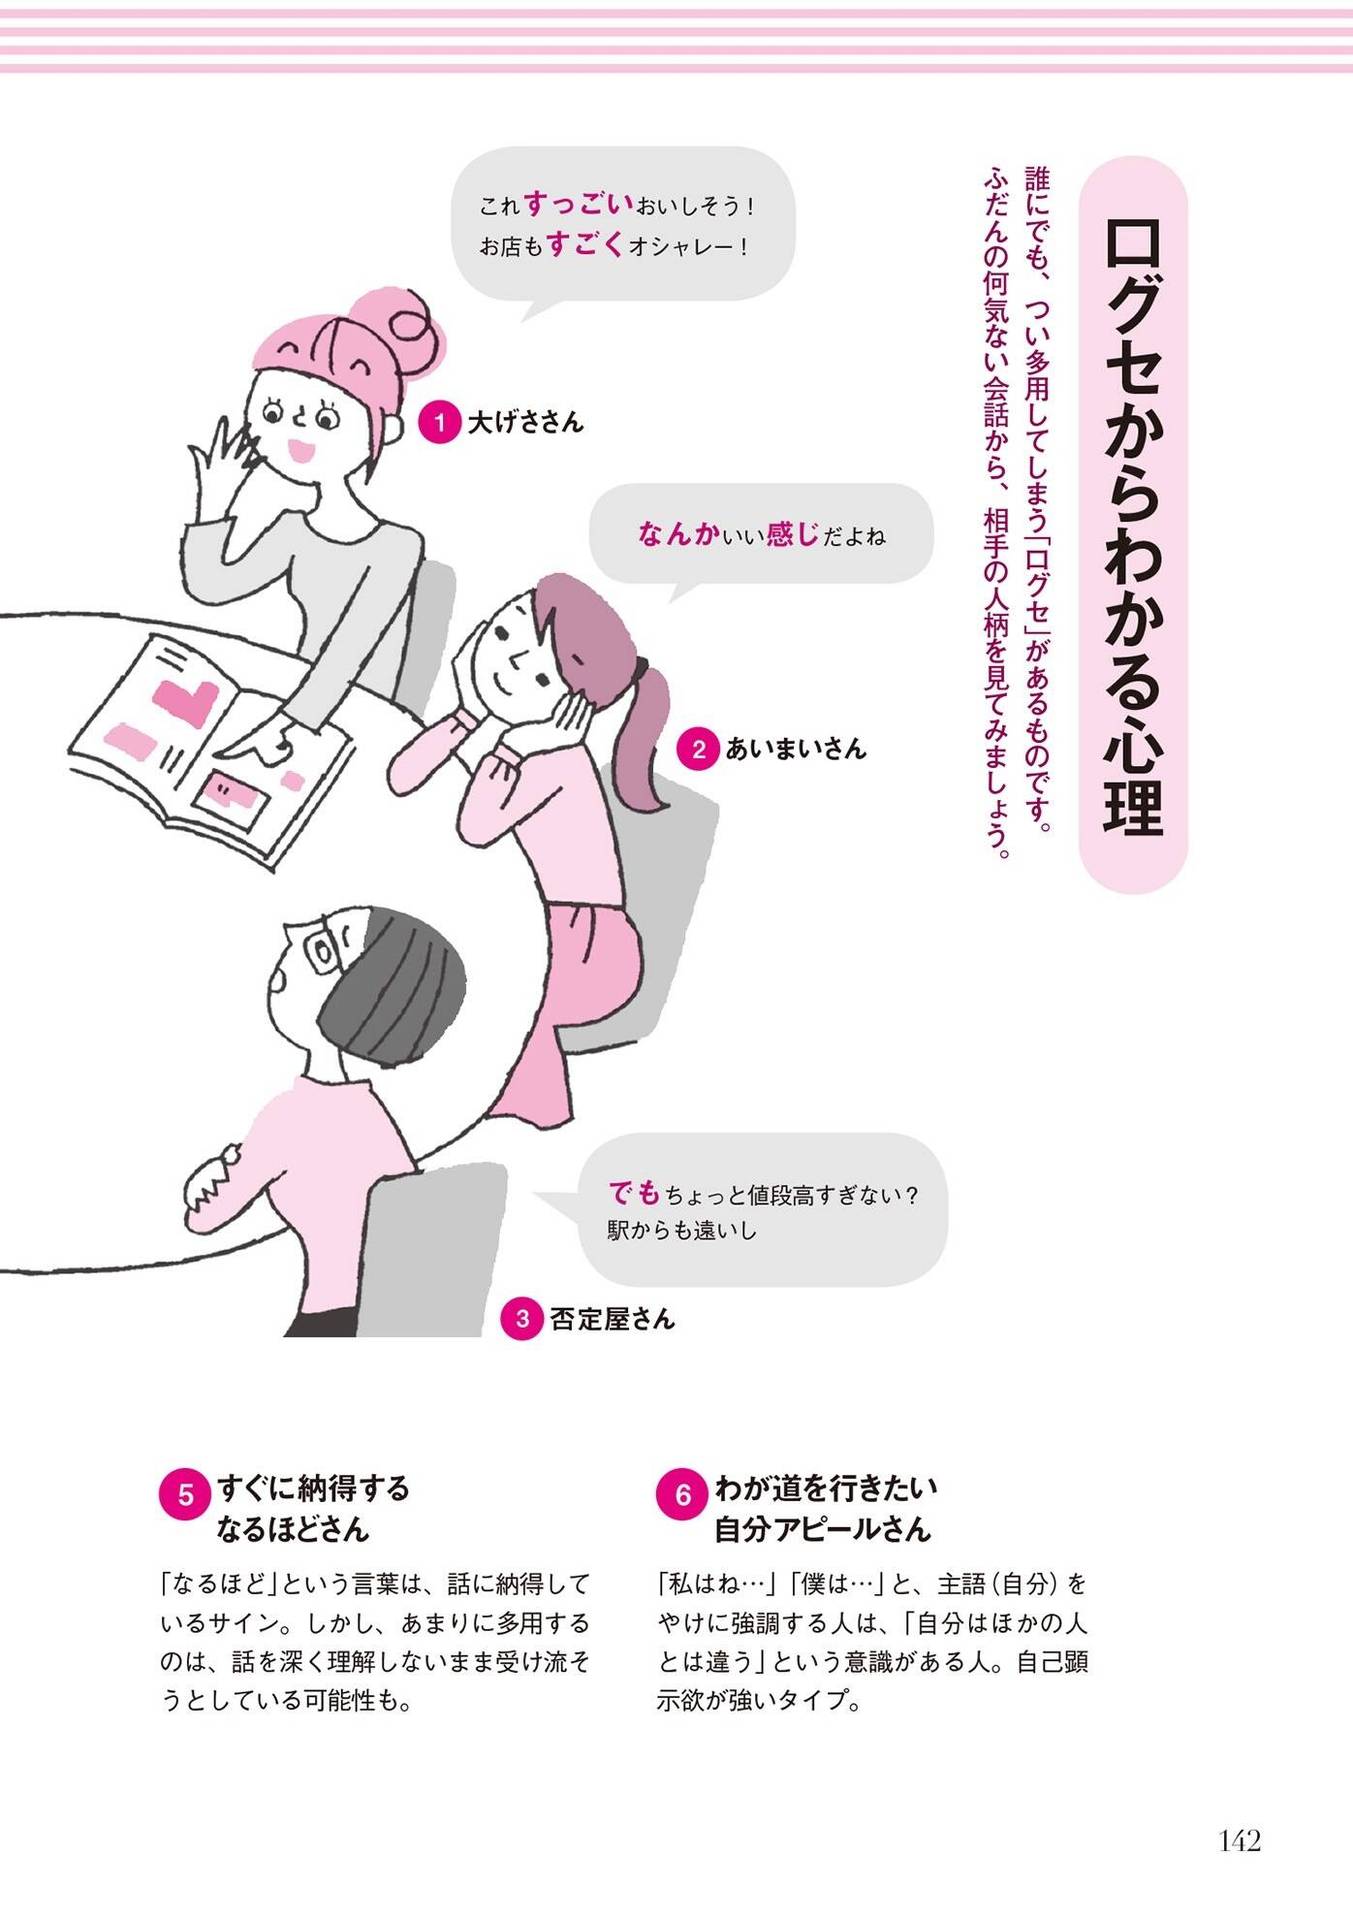 口グセからわかる心理
誰にでも、つい多用してしまう「口グセ」があるものです。
ふだんの何気ない会話から、相手の人柄を見てみましょう。
これすっごいおいしそう！
お店もすごくオシャレー！
1 大げささん
なんかいい感じだよね
2 あいまいさん
でもちょっと値段高すぎない？
駅からも遠いし
3 否定屋さん
5 すぐに納得する
なるほどさん
「なるほど」という言葉は、話に納得して
いるサイン。しかし、あまりに多用する
のは、話を深く理解しないまま受け流そ
うとしている可能性も。
6 わが道を行きたい
自分アピールさん
「私はね…」「僕は…」と、主語（自分）を
やけに強調する人は、「自分はほかの人
とは違う」という意識がある人。自己顕
示欲が強いタイプ。
142